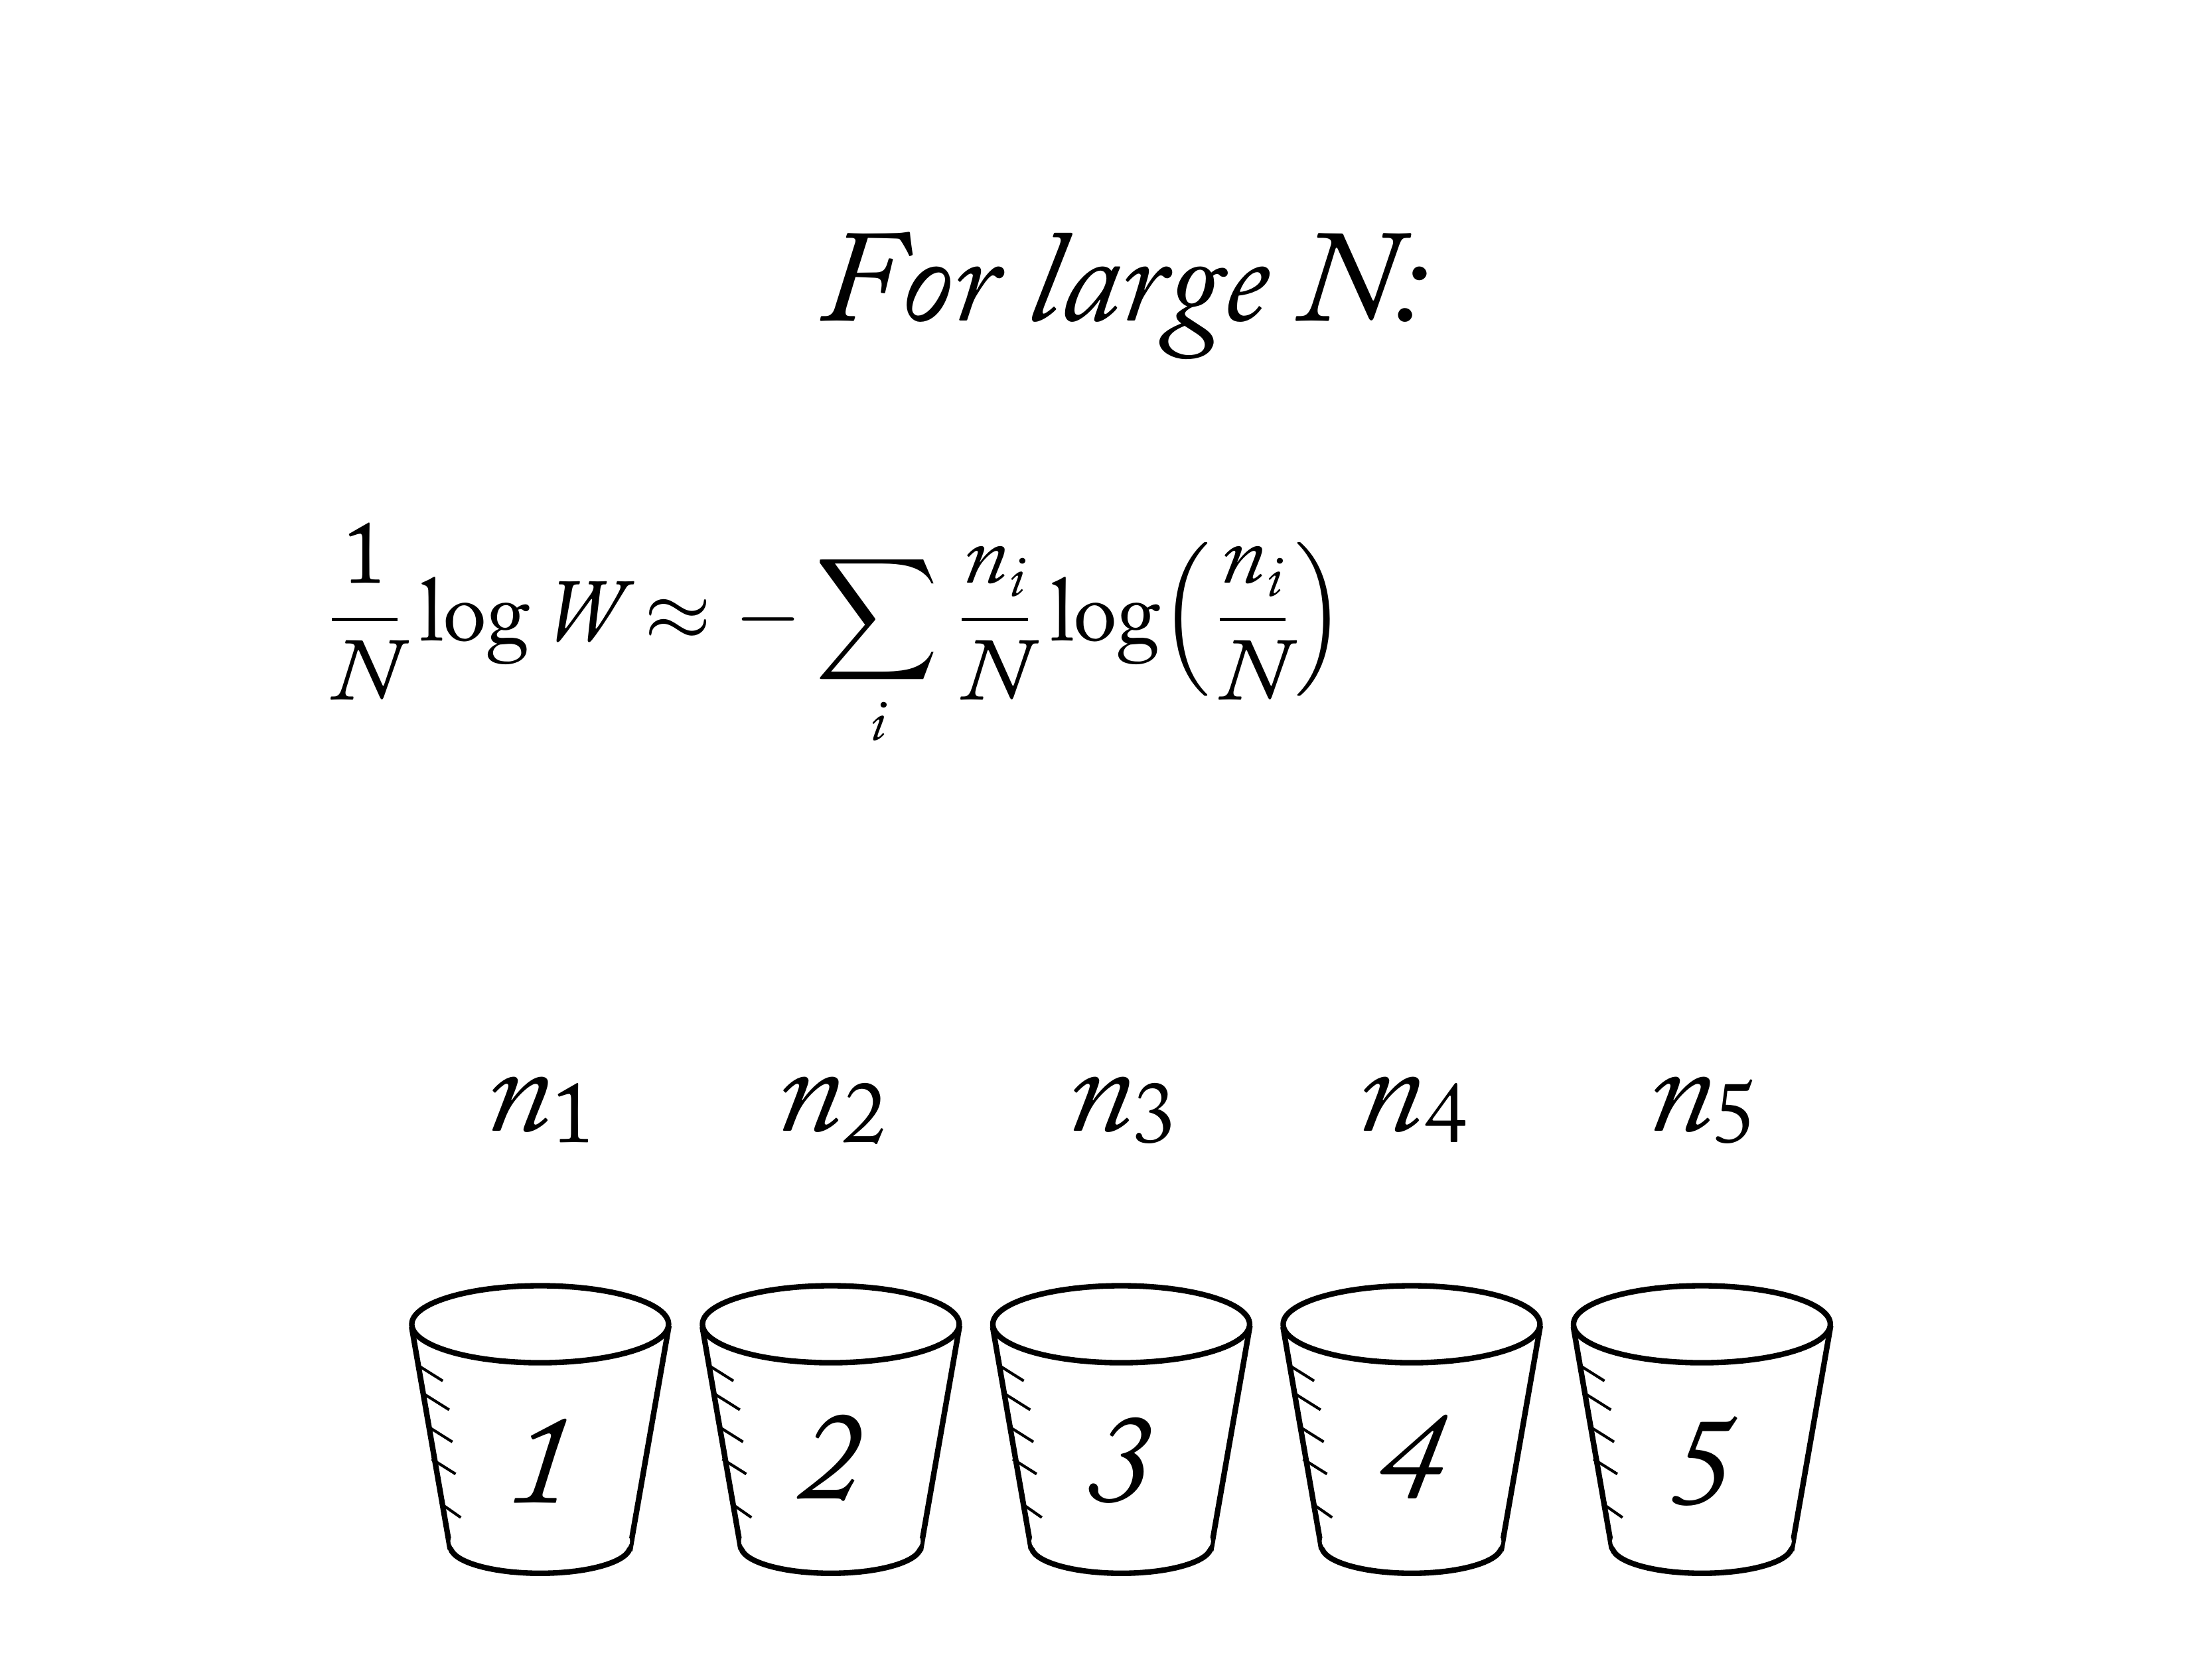 For large N:
1/N log W ≈ − ∑_i n_i/N log(n_i/N)
n₁ n₂ n₃ n₄ n₅
1 2 3 4 5